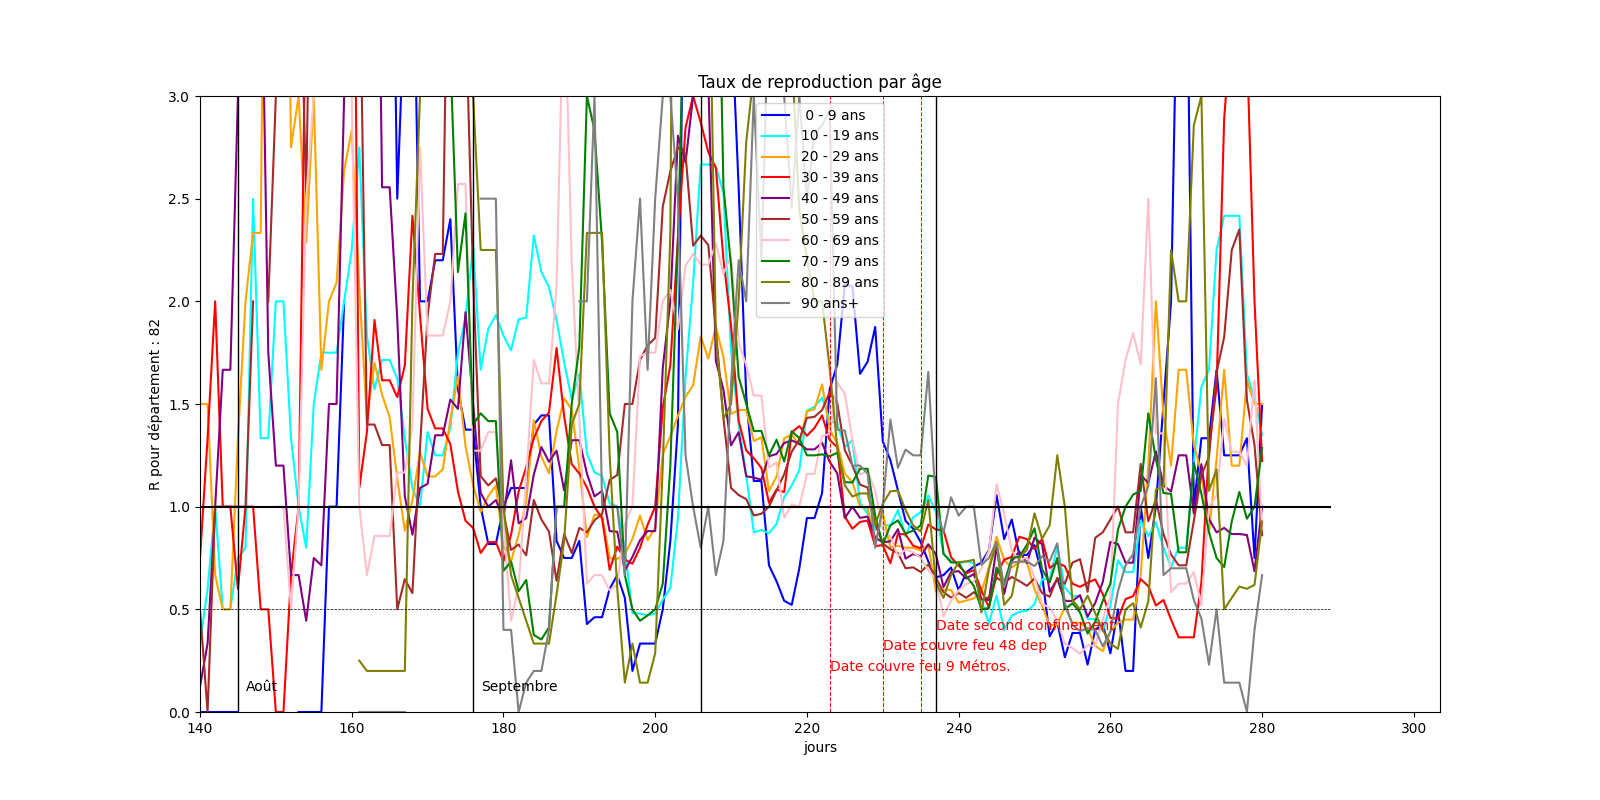 Taux de reproduction par âge
R pour département : 82
3.0
2.5
2.0
1.5
1.0
0.5
0.0
0 - 9 ans
10 - 19 ans
20 - 29 ans
30 - 39 ans
40 - 49 ans
50 - 59 ans
60 - 69 ans
70 - 79 ans
80 - 89 ans
90 ans+
Date second confinement
Date couvre feu 48 dep
Date couvre feu 9 Métros.
Août
Septembre
140 160 180 200 220 240 260 280 300
jours